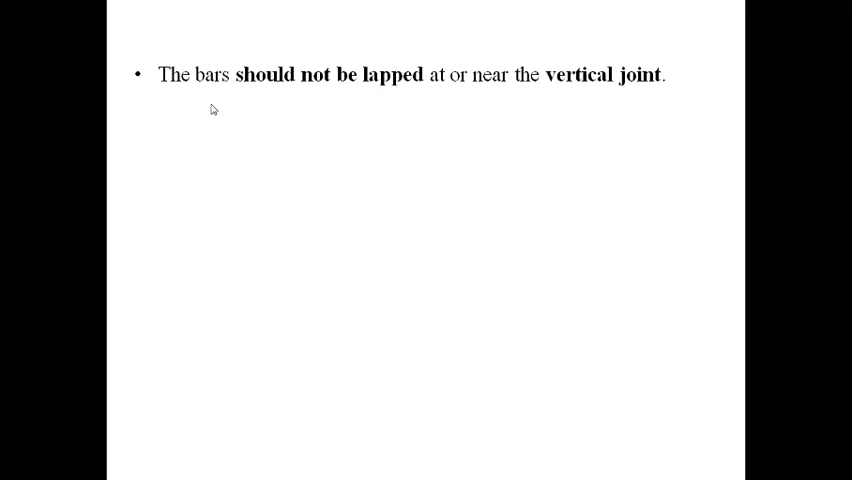 • The bars should not be lapped at or near the vertical joint.